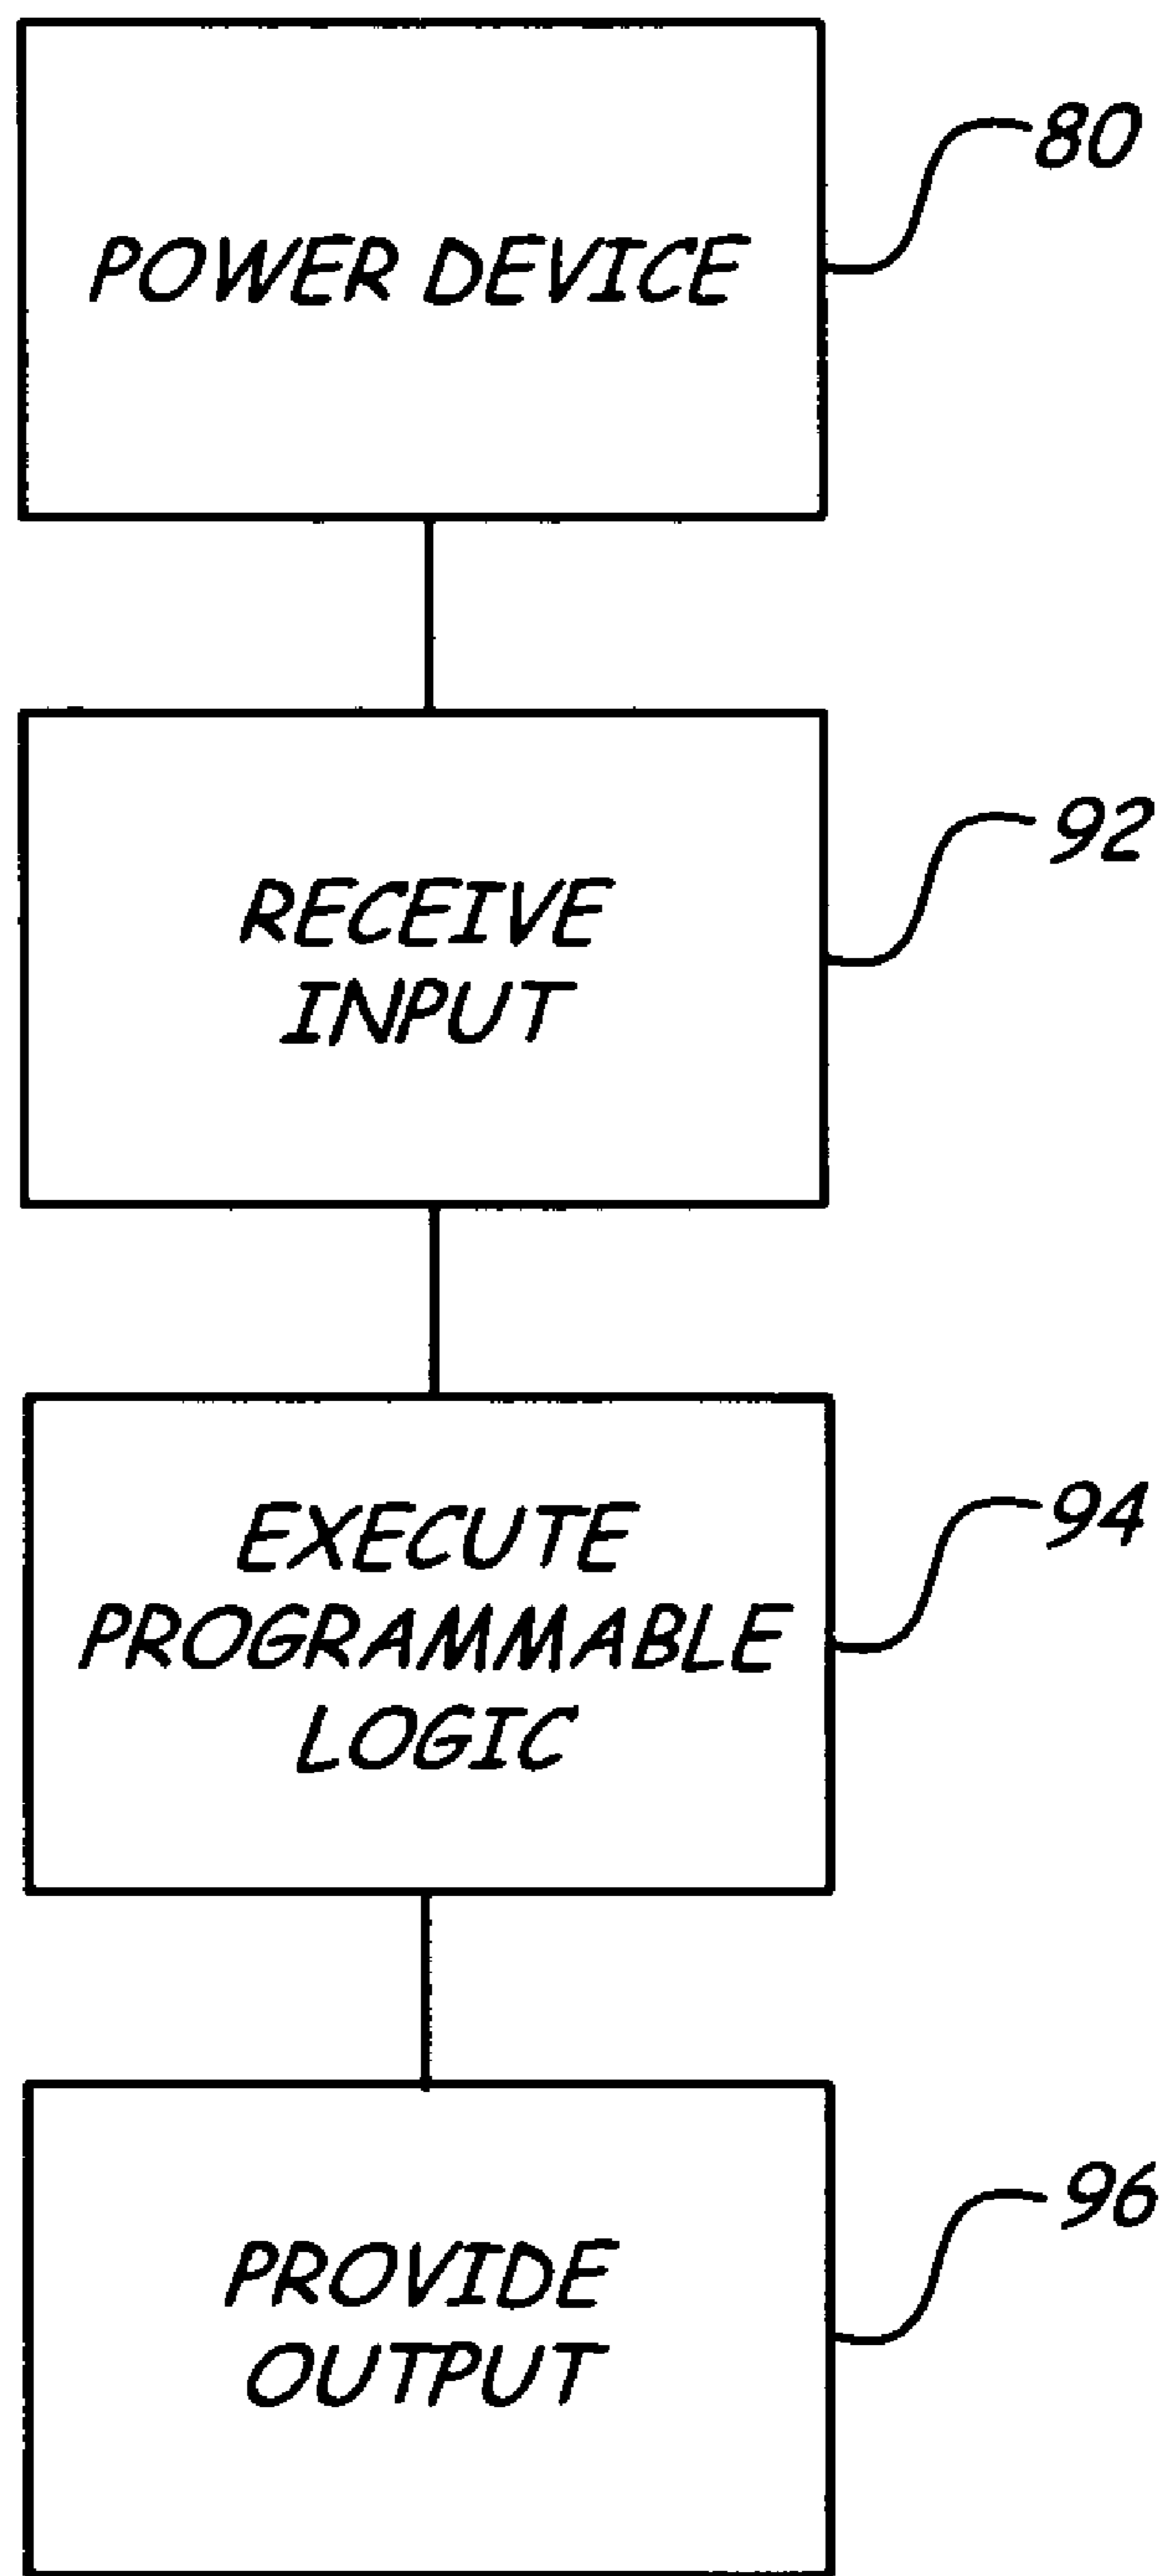 POWER DEVICE
80
RECEIVE
INPUT
92
EXECUTE
PROGRAMMABLE
LOGIC
94
PROVIDE
OUTPUT
96